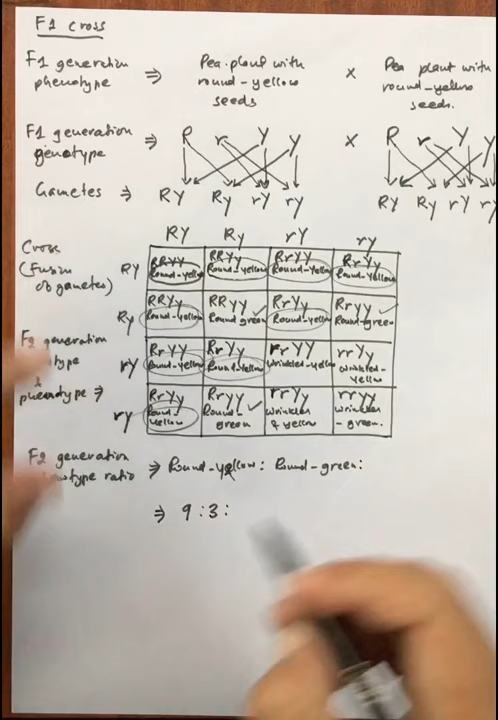 F1 cross
F1 generation phenotype ⇒ Pea plant with round-yellow seeds × Pea plant with round-yellow seeds.
F1 generation genotype ⇒ R r Y y × R r Y y
Gametes ⇒ RY Ry rY ry RY Ry rY ry
RY Ry rY ry
Cross (Fusion of gametes)
RY RRYY Round-yellow RRYy Round-yellow RrYY Round-yellow RrYy Round-yellow
Ry RRYy Round-yellow RRyy Round green RrYy Round-yellow Rryy Round-green
F2 generation
rY RrYY Round-yellow RrYy Round-yellow rrYY Wrinkled-yellow rrYy Wrinkled-yellow
& phenotype ⇒
ry RrYy Round-yellow Rryy Round-green rrYy Wrinkled & yellow rryy Wrinkled-green.
F2 generation ratio ⇒ Round-yellow: Round-green:
⇒ 9:3: